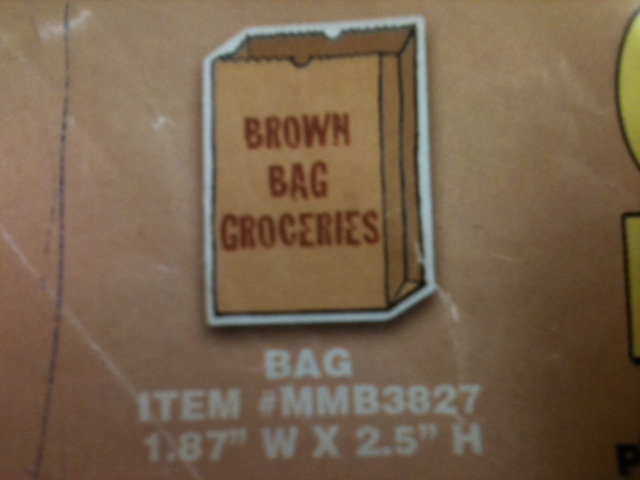 BROWN
BAG
GROCERIES
BAG
ITEM #MMB3827
1.87" W X 2.5" H